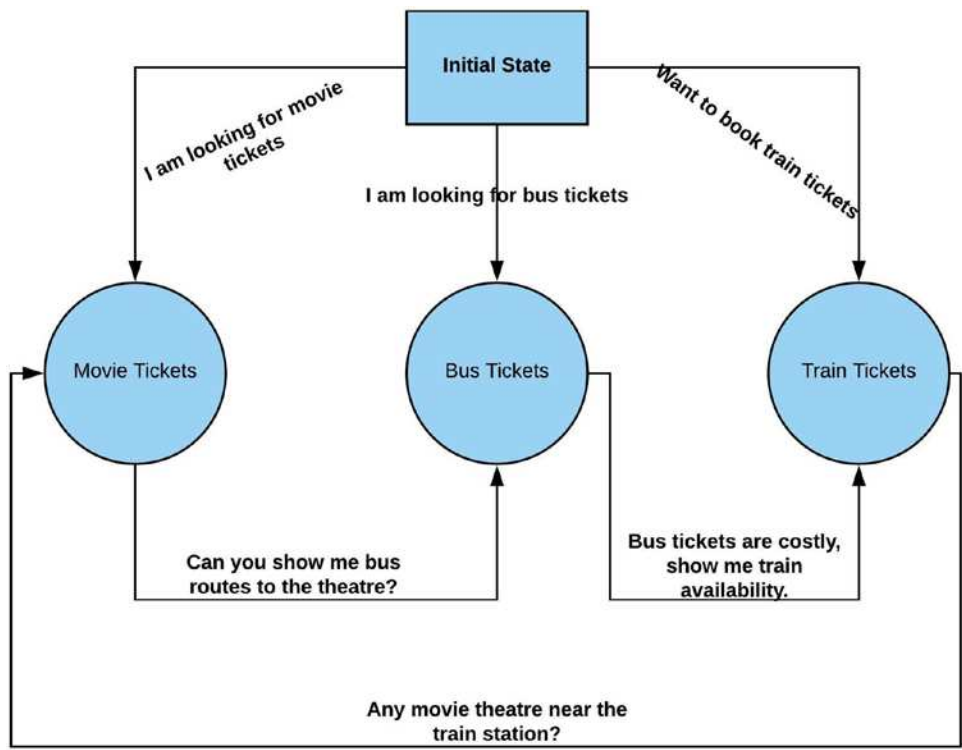 Initial State
I am looking for movie
tickets
Want to book train tickets
I am looking for bus tickets
Movie Tickets
Bus Tickets
Train Tickets
Can you show me bus
routes to the theatre?
Bus tickets are costly,
show me train
availability.
Any movie theatre near the
train station?